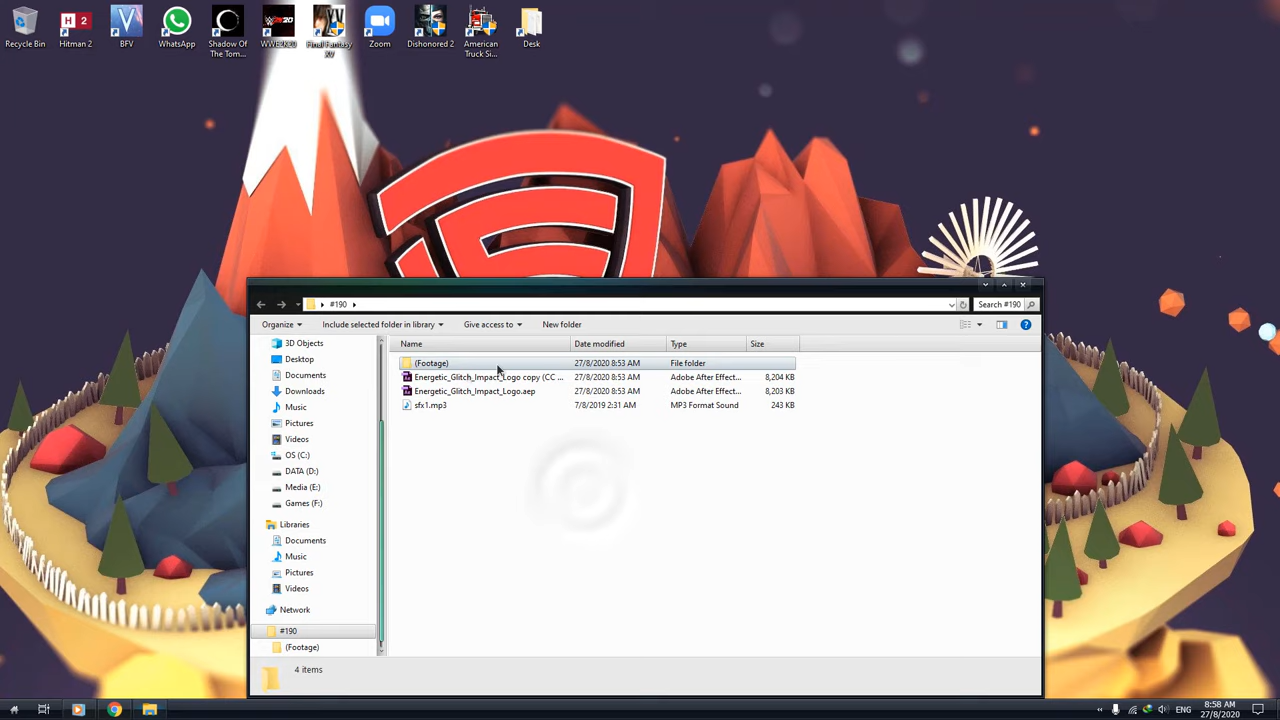 Recycle Bin
Hitman 2
BFV
WhatsApp
Shadow Of
The Tom...
WWE2K20
Final Fantasy
XV
Zoom
Dishonored 2
American
Truck Si...
Desk
#190
Search #190
Organize
Include selected folder in library
Give access to
New folder
Name
Date modified
Type
Size
3D Objects
Desktop
Documents
Downloads
Music
Pictures
Videos
OS (C:)
DATA (D:)
Media (E:)
Games (F:)
Libraries
Documents
Music
Pictures
Videos
Network
#190
(Footage)
(Footage) 27/8/2020 8:53 AM File folder
Energetic_Glitch_Impact_Logo copy (CC ... 27/8/2020 8:53 AM Adobe After Effect... 8,204 KB
Energetic_Glitch_Impact_Logo.aep 27/8/2020 8:53 AM Adobe After Effect... 8,203 KB
sfx1.mp3 7/8/2019 2:31 AM MP3 Format Sound 243 KB
4 items
ENG
8:58 AM
27/8/2020